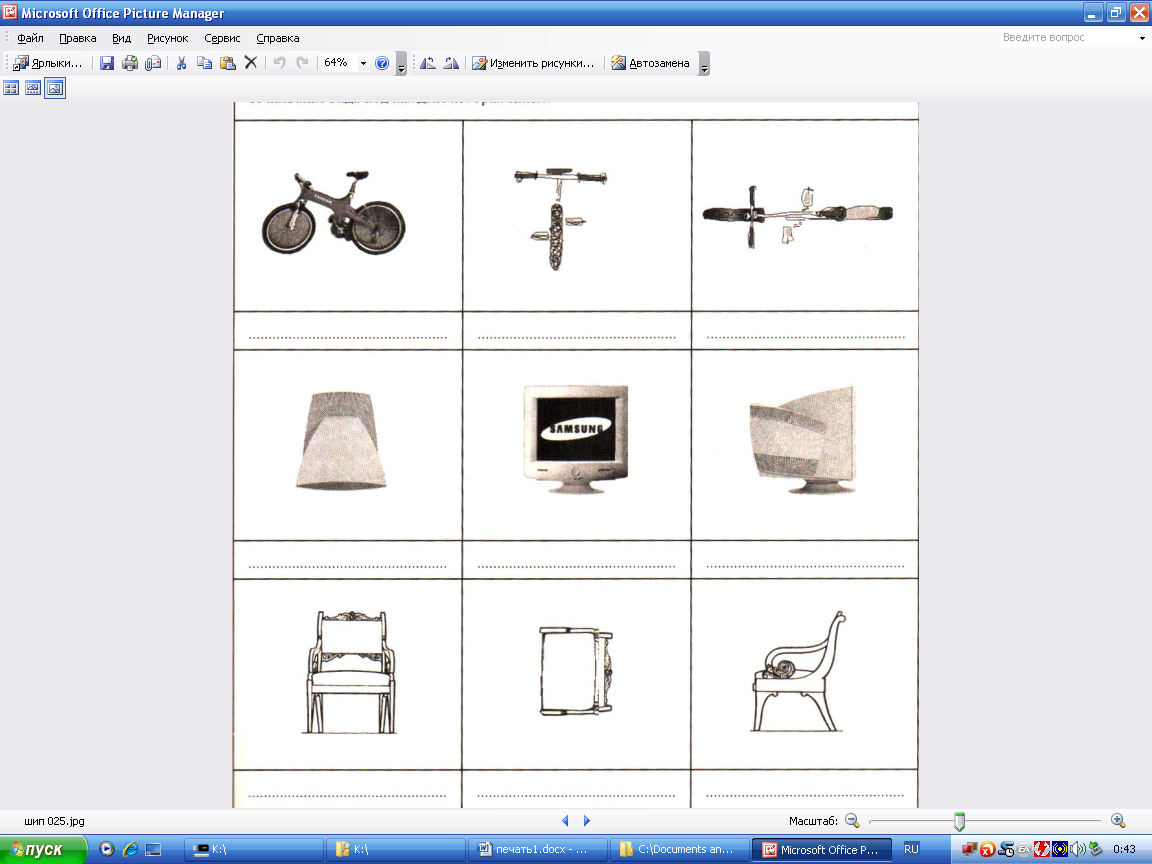 Microsoft Office Picture Manager
Файл Правка Вид Рисунок Сервис Справка Введите вопрос
Ярлыки... 64% Изменить рисунки... Автозамена
SAMSUNG
шип 025.jpg Масштаб:
пуск K:\ K:\ печать1.docx - ... C:\Documents an... Microsoft Office P... RU 0:43